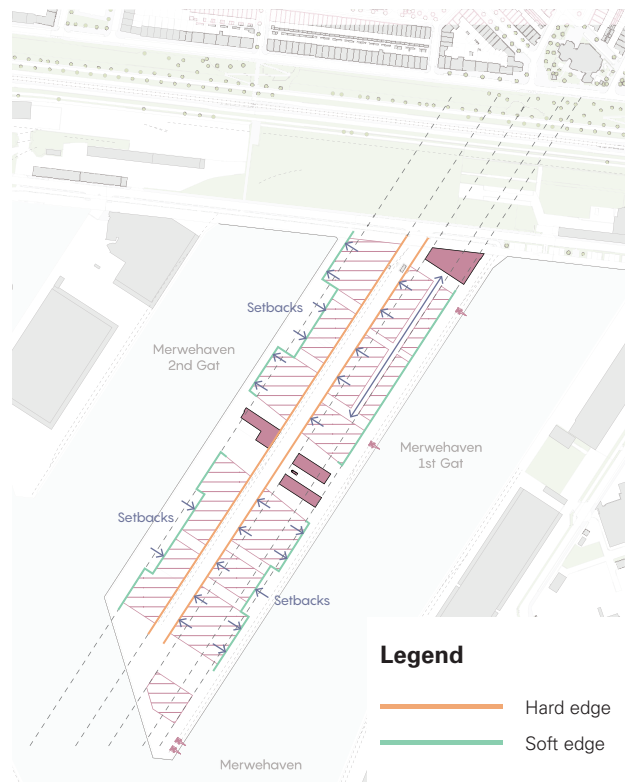 Setbacks
Merwehaven
2nd Gat
Merwehaven
1st Gat
Setbacks
Setbacks
Legend
Hard edge
Soft edge
Merwehaven